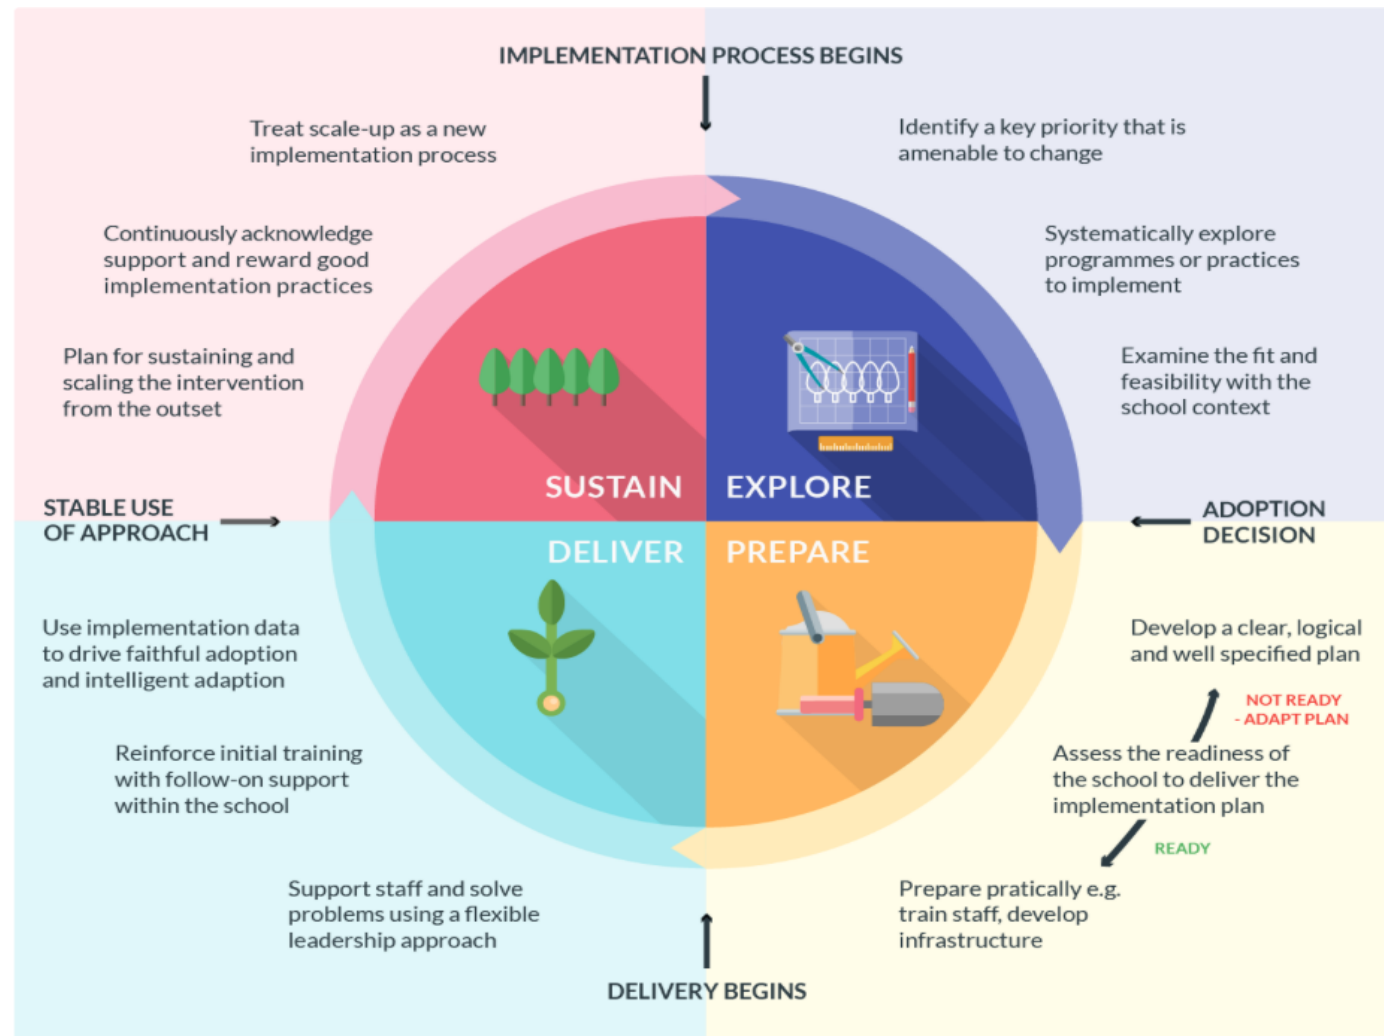 IMPLEMENTATION PROCESS BEGINS
Identify a key priority that is
amenable to change
Systematically explore
programmes or practices
to implement
Examine the fit and
feasibility with the
school context
EXPLORE
ADOPTION
DECISION
PREPARE
Develop a clear, logical
and well specified plan
NOT READY
- ADAPT PLAN
Assess the readiness of
the school to deliver the
implementation plan
READY
Prepare pratically e.g.
train staff, develop
infrastructure
DELIVERY BEGINS
DELIVER
Support staff and solve
problems using a flexible
leadership approach
Reinforce initial training
with follow-on support
within the school
Use implementation data
to drive faithful adoption
and intelligent adaption
STABLE USE
OF APPROACH
SUSTAIN
Plan for sustaining and
scaling the intervention
from the outset
Continuously acknowledge
support and reward good
implementation practices
Treat scale-up as a new
implementation process